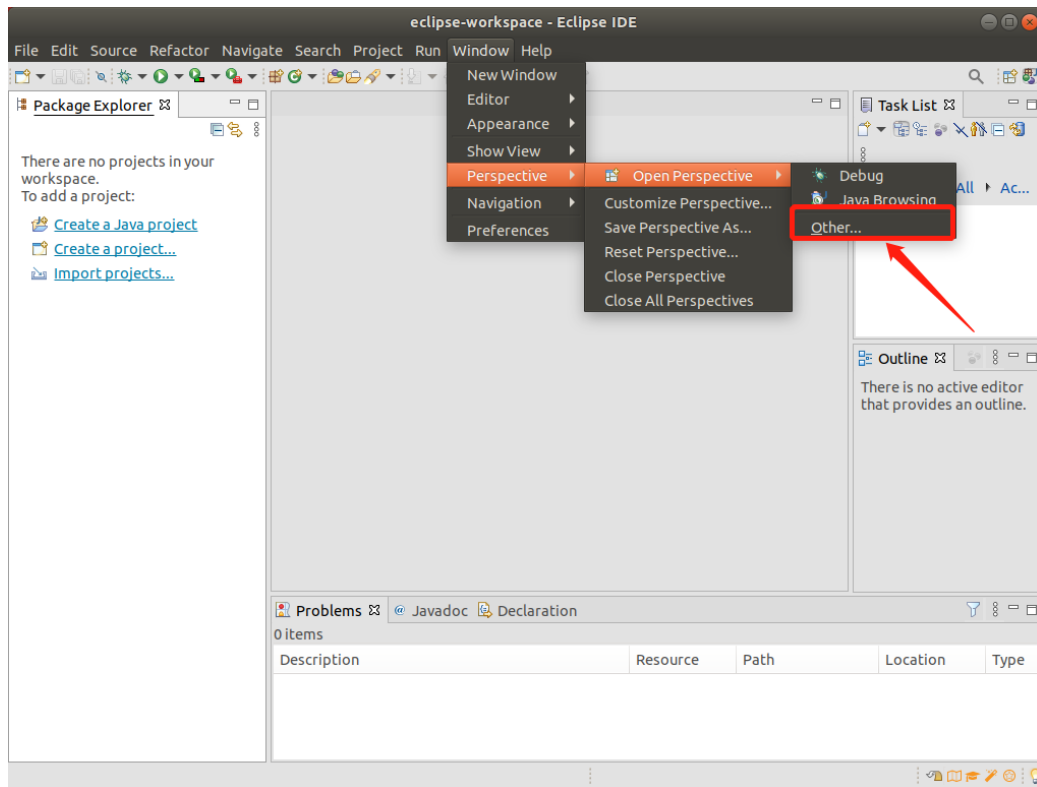 eclipse-workspace - Eclipse IDE
File Edit Source Refactor Navigate Search Project Run Window Help
Package Explorer
There are no projects in your
workspace.
To add a project:
Create a Java project
Create a project...
Import projects...
New Window
Editor
Appearance
Show View
Perspective
Navigation
Preferences
Open Perspective
Customize Perspective...
Save Perspective As...
Reset Perspective...
Close Perspective
Close All Perspectives
Debug
Java Browsing
Other...
Task List
All Ac...
Outline
There is no active editor
that provides an outline.
Problems @ Javadoc Declaration
0 items
Description Resource Path Location Type